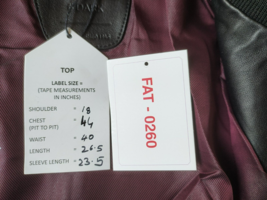 TOP
LABEL SIZE =
(TAPE MEASUREMENTS
IN INCHES)
SHOULDER = 18
CHEST = 44
(PIT TO PIT)
WAIST = 40
LENGTH = 26.5
SLEEVE LENGTH = 23.5
FAT - 0260